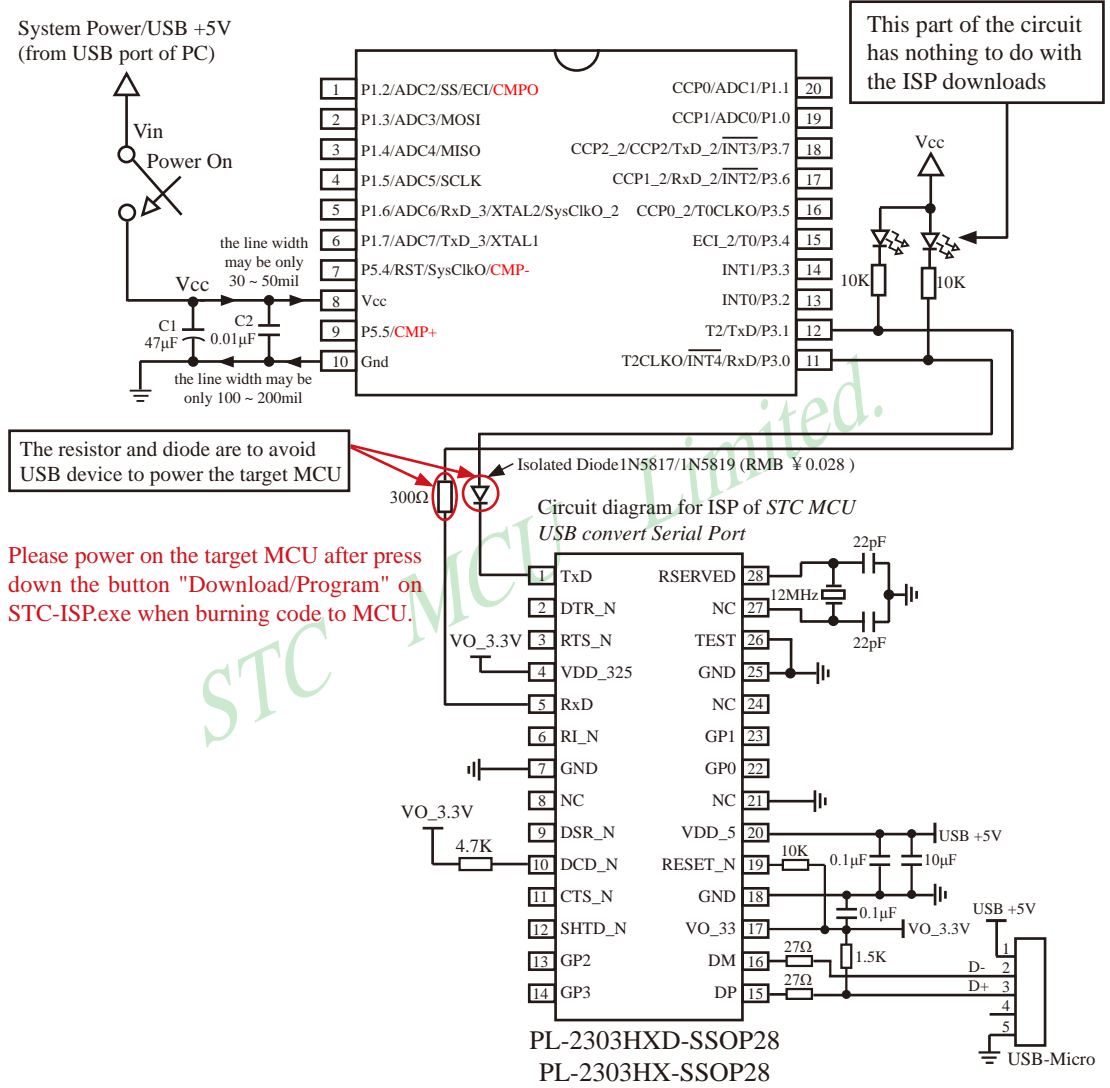 System Power/USB +5V
(from USB port of PC)
Vin
Power On
the line width
may be only
30 ~ 50mil
Vcc
C1
47μF
C2
0.01μF
the line width may be
only 100 ~ 200mil
1 P1.2/ADC2/SS/ECI/CMPO
2 P1.3/ADC3/MOSI
3 P1.4/ADC4/MISO
4 P1.5/ADC5/SCLK
5 P1.6/ADC6/RxD_3/XTAL2/SysClkO_2
6 P1.7/ADC7/TxD_3/XTAL1
7 P5.4/RST/SysClkO/CMP-
8 Vcc
9 P5.5/CMP+
10 Gnd
CCP0/ADC1/P1.1 20
CCP1/ADC0/P1.0 19
CCP2_2/CCP2/TxD_2/INT3/P3.7 18
CCP1_2/RxD_2/INT2/P3.6 17
CCP0_2/T0CLKO/P3.5 16
ECI_2/T0/P3.4 15
INT1/P3.3 14
INT0/P3.2 13
T2/TxD/P3.1 12
T2CLKO/INT4/RxD/P3.0 11
This part of the circuit
has nothing to do with
the ISP downloads
Vcc
10K
10K
The resistor and diode are to avoid
USB device to power the target MCU
300Ω
Isolated Diode1N5817/1N5819 (RMB ¥0.028 )
Circuit diagram for ISP of STC MCU
USB convert Serial Port
Please power on the target MCU after press
down the button "Download/Program" on
STC-ISP.exe when burning code to MCU.
STC MCU Limited.
1 TxD
2 DTR_N
3 RTS_N
4 VDD_325
5 RxD
6 RI_N
7 GND
8 NC
9 DSR_N
10 DCD_N
11 CTS_N
12 SHTD_N
13 GP2
14 GP3
RSERVED 28
NC 27
TEST 26
GND 25
NC 24
GP1 23
GP0 22
NC 21
VDD_5 20
RESET_N 19
GND 18
VO_33 17
DM 16
DP 15
VO_3.3V
VO_3.3V
4.7K
22pF
12MHz
22pF
USB +5V
0.1μF
10μF
10K
0.1μF
VO_3.3V
1.5K
27Ω
27Ω
USB +5V
D-
D+
1
2
3
4
5
USB-Micro
PL-2303HXD-SSOP28
PL-2303HX-SSOP28